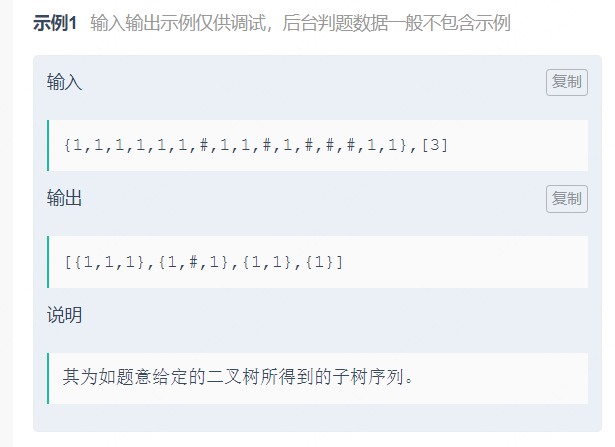 示例1 输入输出示例仅供调试，后台判题数据一般不包含示例
输入
复制
{1,1,1,1,1,1,#,1,1,#,1,#,#,#,1,1},[3]
输出
复制
[{1,1,1},{1,#,1},{1,1},{1}]
说明
其为如题意给定的二叉树所得到的子树序列。